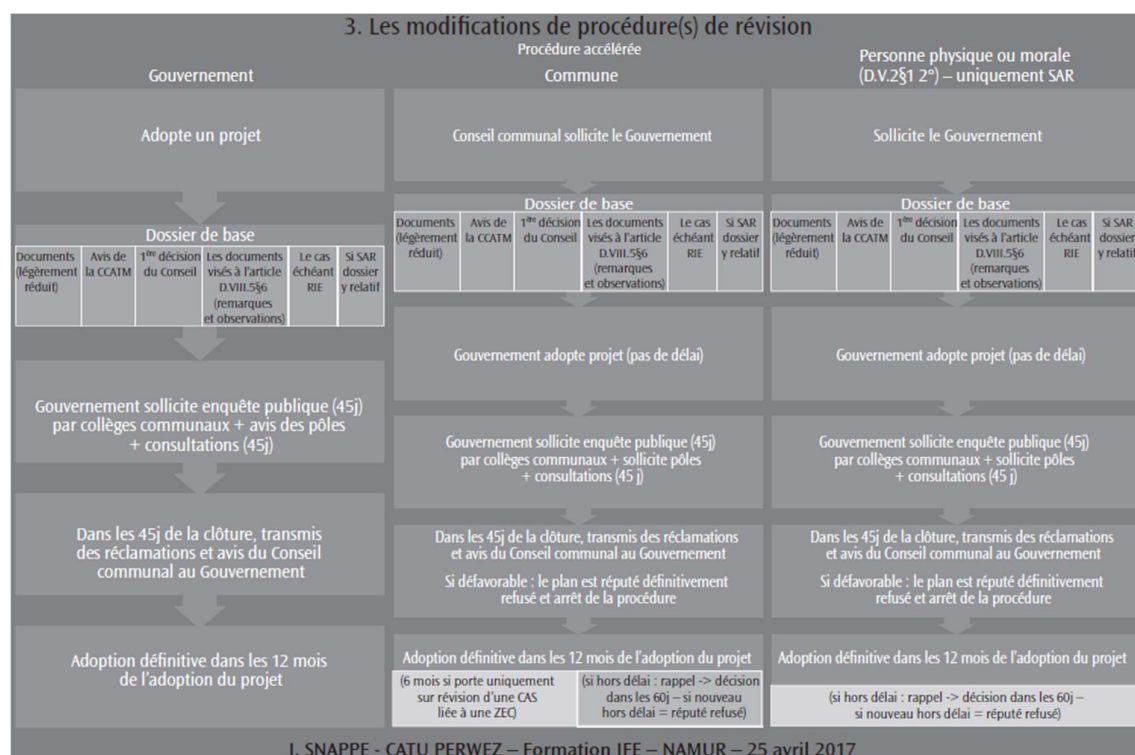 3. Les modifications de procédure(s) de révision
Procédure accélérée
Gouvernement
Commune
Personne physique ou morale
(D.V.2§1 2°) – uniquement SAR
Adopte un projet
Dossier de base
Documents
(légèrement
réduit)
Avis de
la CCATM
1ère décision
du Conseil
Les documents
visés à l'article
D.VIII.5§6
(remarques
et observations)
Le cas
échéant
RIE
Si SAR
dossier
y relatif
Gouvernement sollicite enquête publique (45j)
par collèges communaux + avis des pôles
+ consultations (45j)
Dans les 45j de la clôture, transmis
des réclamations et avis du Conseil
communal au Gouvernement
Adoption définitive dans les 12 mois
de l'adoption du projet
Conseil communal sollicite le Gouvernement
Dossier de base
Documents
(légèrement
réduit)
Avis de
la CCATM
1ère décision
du Conseil
Les documents
visés à l'article
D.VIII.5§6
(remarques
et observations)
Le cas
échéant
RIE
Si SAR
dossier
y relatif
Gouvernement adopte projet (pas de délai)
Gouvernement sollicite enquête publique (45j)
par collèges communaux + sollicite pôles
+ consultations (45 j)
Dans les 45j de la clôture, transmis des réclamations
et avis du Conseil communal au Gouvernement
Si défavorable : le plan est réputé définitivement
refusé et arrêt de la procédure
Adoption définitive dans les 12 mois de l'adoption du projet
(6 mois si porte uniquement
sur révision d'une CAS
liée à une ZEC)
(si hors délai : rappel -> décision
dans les 60j – si nouveau
hors délai = réputé refusé)
Sollicite le Gouvernement
Dossier de base
Documents
(légèrement
réduit)
Avis de
la CCATM
1ère décision
du Conseil
Les documents
visés à l'article
D.VIII.5§6
(remarques
et observations)
Le cas
échéant
RIE
Si SAR
dossier
y relatif
Gouvernement adopte projet (pas de délai)
Gouvernement sollicite enquête publique (45j)
par collèges communaux + sollicite pôles
+ consultations (45 j)
Dans les 45j de la clôture, transmis des réclamations
et avis du Conseil communal au Gouvernement
Si défavorable : le plan est réputé définitivement
refusé et arrêt de la procédure
Adoption définitive dans les 12 mois de l'adoption du projet
(si hors délai : rappel -> décision dans les 60j –
si nouveau hors délai = réputé refusé)
J. SNAPPE - CATU PERWEZ – Formation IFE – NAMUR – 25 avril 2017